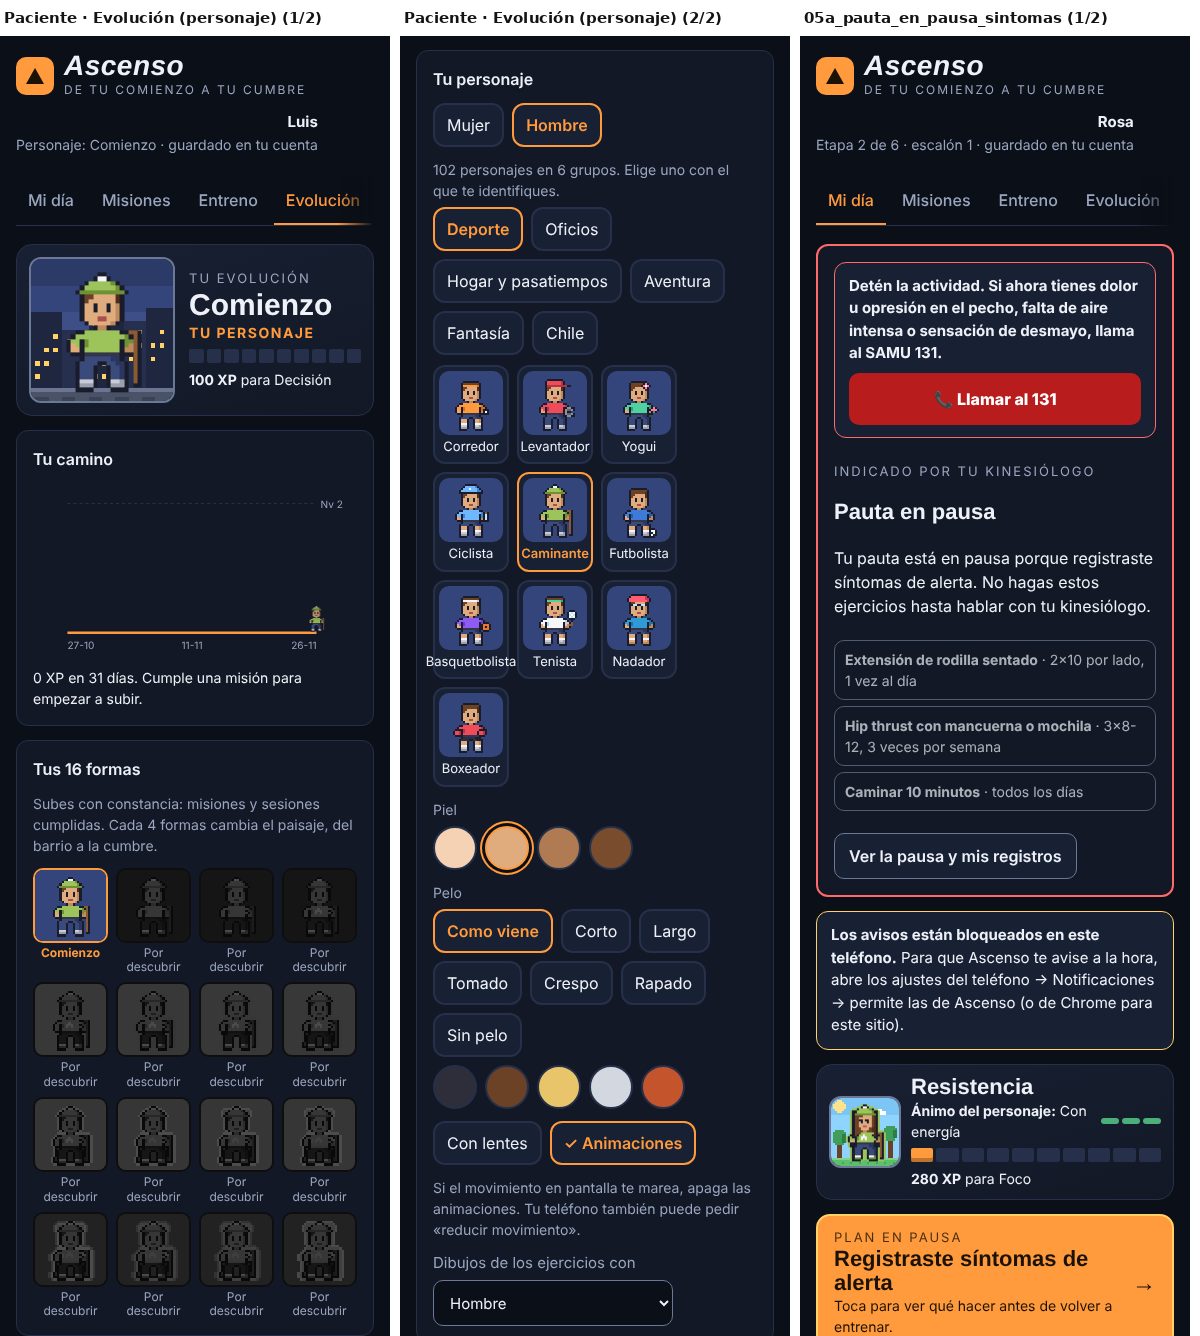 Paciente · Evolución (personaje) (1/2)
Ascenso
DE TU COMIENZO A TU CUMBRE
Luis
Personaje: Comienzo · guardado en tu cuenta
Mi día
Misiones
Entreno
Evolución
TU EVOLUCIÓN
Comienzo
TU PERSONAJE
100 XP para Decisión
Tu camino
Nv 2
27-10
11-11
26-11
0 XP en 31 días. Cumple una misión para
empezar a subir.
Tus 16 formas
Subes con constancia: misiones y sesiones
cumplidas. Cada 4 formas cambia el paisaje, del
barrio a la cumbre.
Comienzo
Por
descubrir
Por
descubrir
Por
descubrir
Por
descubrir
Por
descubrir
Por
descubrir
Por
descubrir
Por
descubrir
Por
descubrir
Por
descubrir
Por
descubrir
Por
descubrir
Por
descubrir
Por
descubrir
Por
descubrir
Paciente · Evolución (personaje) (2/2)
Tu personaje
Mujer
Hombre
102 personajes en 6 grupos. Elige uno con el
que te identifiques.
Deporte
Oficios
Hogar y pasatiempos
Aventura
Fantasía
Chile
Corredor
Levantador
Yogui
Ciclista
Caminante
Futbolista
Basquetbolista
Tenista
Nadador
Boxeador
Piel
Pelo
Como viene
Corto
Largo
Tomado
Crespo
Rapado
Sin pelo
Con lentes
✓ Animaciones
Si el movimiento en pantalla te marea, apaga las
animaciones. Tu teléfono también puede pedir
«reducir movimiento».
Dibujos de los ejercicios con
Hombre
05a_pauta_en_pausa_sintomas (1/2)
Ascenso
DE TU COMIENZO A TU CUMBRE
Rosa
Etapa 2 de 6 · escalón 1 · guardado en tu cuenta
Mi día
Misiones
Entreno
Evolución
Detén la actividad. Si ahora tienes dolor
u opresión en el pecho, falta de aire
intensa o sensación de desmayo, llama
al SAMU 131.
📞 Llamar al 131
INDICADO POR TU KINESIÓLOGO
Pauta en pausa
Tu pauta está en pausa porque registraste
síntomas de alerta. No hagas estos
ejercicios hasta hablar con tu kinesiólogo.
Extensión de rodilla sentado · 2×10 por lado,
1 vez al día
Hip thrust con mancuerna o mochila · 3×8-
12, 3 veces por semana
Caminar 10 minutos · todos los días
Ver la pausa y mis registros
Los avisos están bloqueados en este
teléfono. Para que Ascenso te avise a la hora,
abre los ajustes del teléfono → Notificaciones
→ permite las de Ascenso (o de Chrome para
este sitio).
Resistencia
Ánimo del personaje: Con
energía
280 XP para Foco
PLAN EN PAUSA
Registraste síntomas de
alerta
→
Toca para ver qué hacer antes de volver a
entrenar.